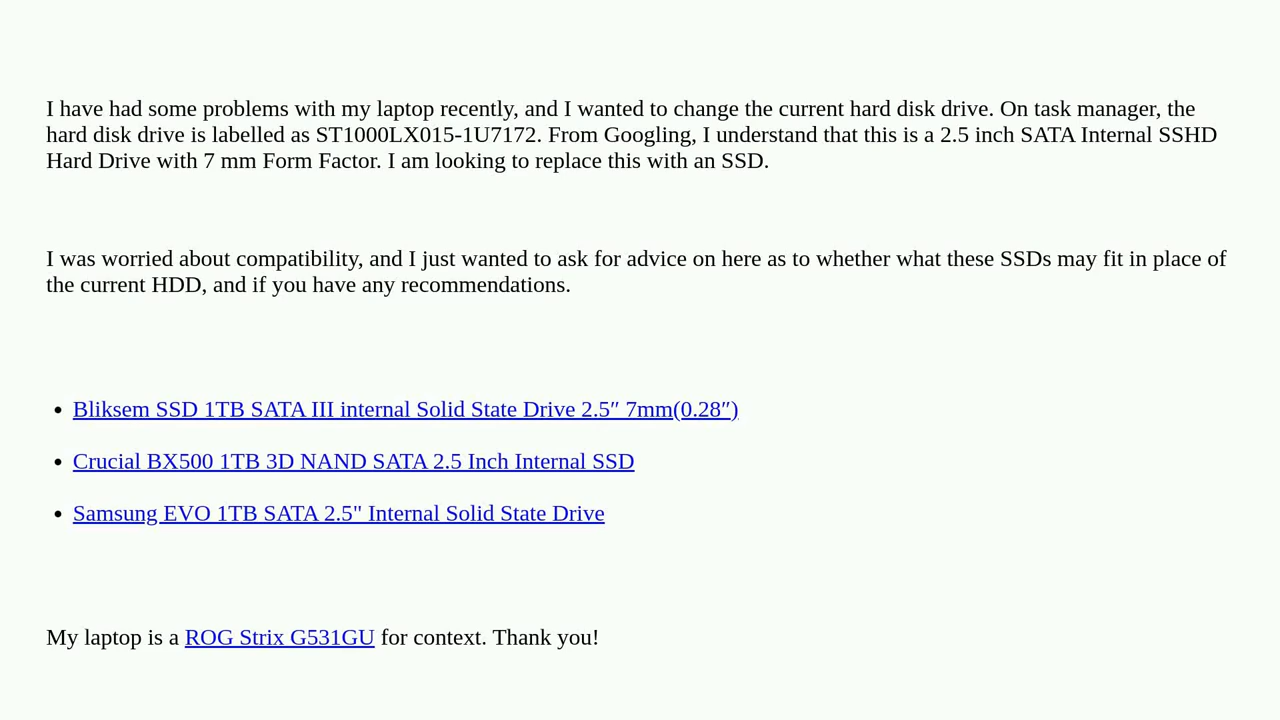 I have had some problems with my laptop recently, and I wanted to change the current hard disk drive. On task manager, the
hard disk drive is labelled as ST1000LX015-1U7172. From Googling, I understand that this is a 2.5 inch SATA Internal SSHD
Hard Drive with 7 mm Form Factor. I am looking to replace this with an SSD.
I was worried about compatibility, and I just wanted to ask for advice on here as to whether what these SSDs may fit in place of
the current HDD, and if you have any recommendations.
• Bliksem SSD 1TB SATA III internal Solid State Drive 2.5″ 7mm(0.28″)
• Crucial BX500 1TB 3D NAND SATA 2.5 Inch Internal SSD
• Samsung EVO 1TB SATA 2.5" Internal Solid State Drive
My laptop is a ROG Strix G531GU for context. Thank you!